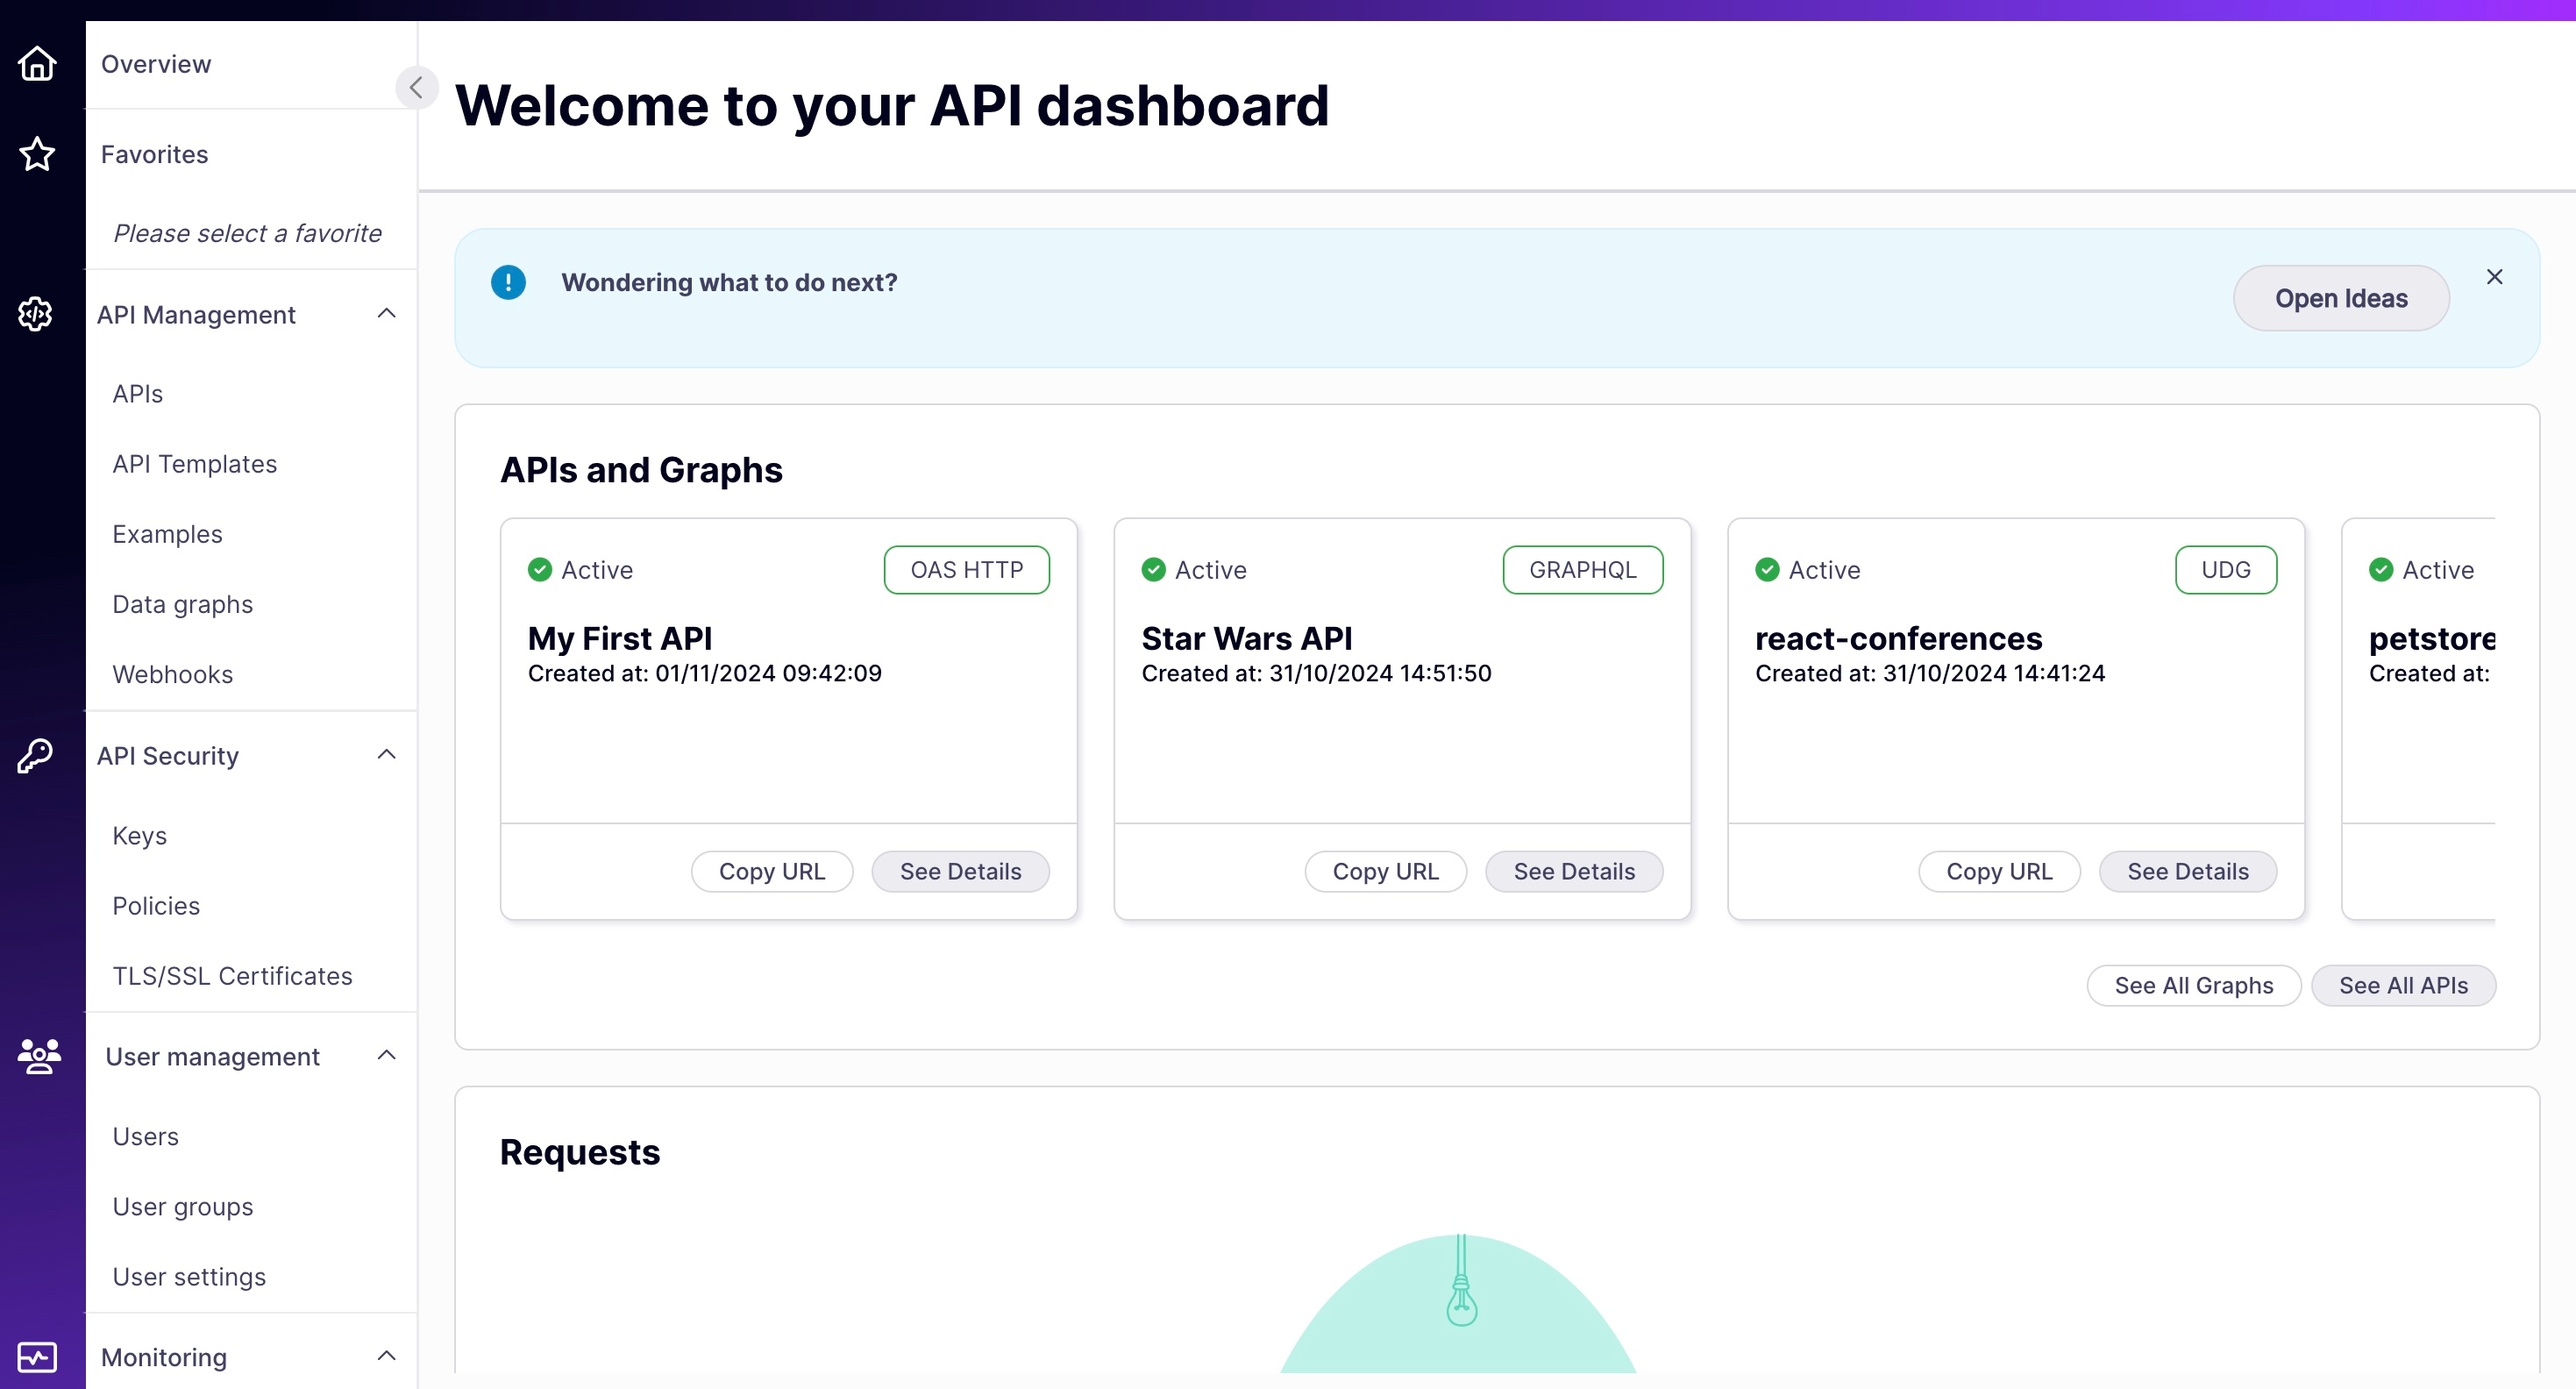 Overview
Favorites
Please select a favorite
API Management
APIs
API Templates
Examples
Data graphs
Webhooks
API Security
Keys
Policies
TLS/SSL Certificates
User management
Users
User groups
User settings
Monitoring
Welcome to your API dashboard
Wondering what to do next?
Open Ideas
APIs and Graphs
Active
OAS HTTP
My First API
Created at: 01/11/2024 09:42:09
Copy URL
See Details
Active
GRAPHQL
Star Wars API
Created at: 31/10/2024 14:51:50
Copy URL
See Details
Active
UDG
react-conferences
Created at: 31/10/2024 14:41:24
Copy URL
See Details
Active
petstore
Created at:
See All Graphs
See All APIs
Requests